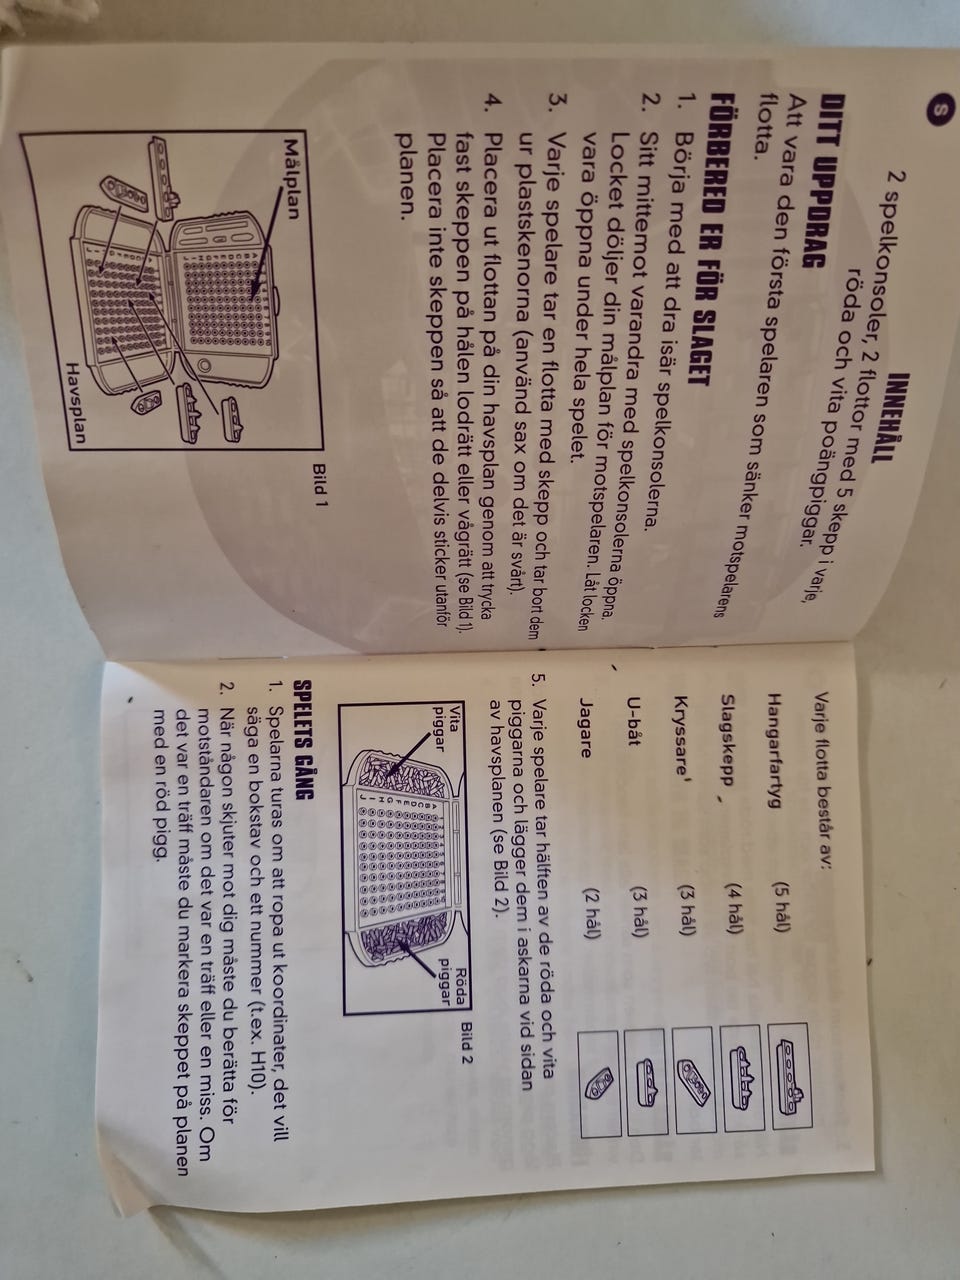 S
INNEHÅLL
2 spelkonsoler, 2 flottor med 5 skepp i varje,
röda och vita poängpiggar.
DITT UPPDRAG
Att vara den första spelaren som sänker motspelarens
flotta.
FÖRBERED ER FÖR SLAGET
1. Börja med att dra isär spelkonsolerna.
2. Sitt mittemot varandra med spelkonsolerna öppna.
Locket döljer din målplan för motspelaren. Låt locken
vara öppna under hela spelet.
3. Varje spelare tar en flotta med skepp och tar bort dem
ur plastskenorna (använd sax om det är svårt).
4. Placera ut flottan på din havsplan genom att trycka
fast skeppen på hålen lodrätt eller vågrätt (se Bild 1).
Placera inte skeppen så att de delvis sticker utanför
planen.
Bild 1
Målplan
Havsplan
Varje flotta består av:
Hangarfartyg (5 hål)
Slagskepp (4 hål)
Kryssare (3 hål)
U-båt (3 hål)
Jagare (2 hål)
5. Varje spelare tar hälften av de röda och vita
piggarna och lägger dem i askarna vid sidan
av havsplanen (se Bild 2).
Bild 2
Vita
piggar
Röda
piggar
A
B
C
D
E
F
G
H
I
J
SPELETS GÅNG
1. Spelarna turas om att ropa ut koordinater, det vill
säga en bokstav och ett nummer (t.ex. H10).
2. När någon skjuter mot dig måste du berätta för
motståndaren om det var en träff eller en miss. Om
det var en träff måste du markera skeppet på planen
med en röd pigg.